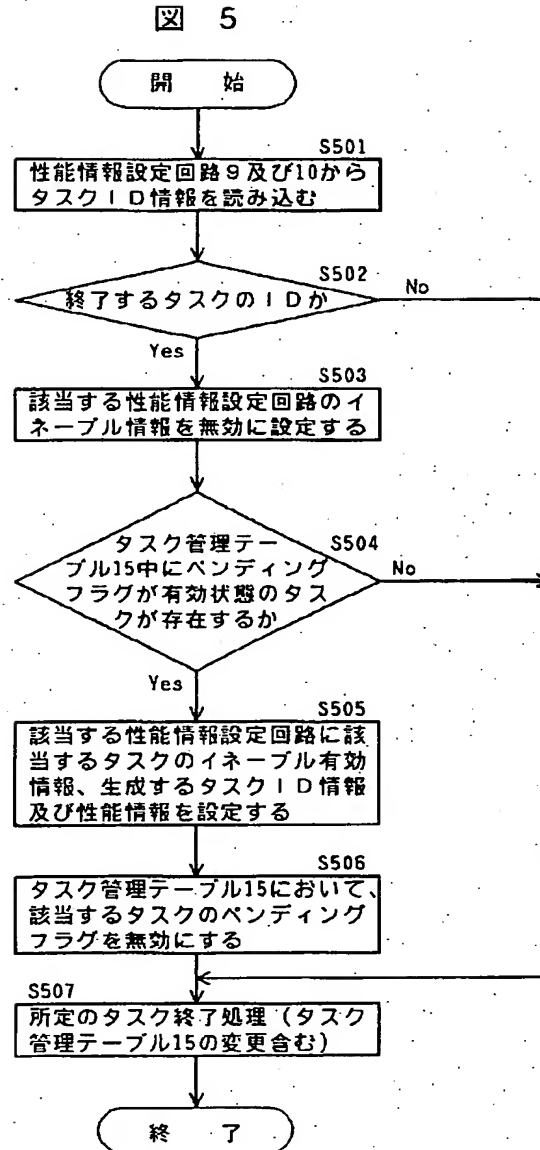 図 5
開 始
S501
性能情報設定回路9及び10から
タスクID情報を読み込む
S502
終了するタスクのIDか
No
Yes
S503
該当する性能情報設定回路のイ
ネーブル情報を無効に設定する
タスク管理テー
S504
ブル15中にペンディング
フラグが有効状態のタス
クが存在するか
No
Yes
S505
該当する性能情報設定回路に該
当するタスクのイネーブル有効
情報、生成するタスクID情報
及び性能情報を設定する
S506
タスク管理テーブル15において、
該当するタスクのペンディング
フラグを無効にする
S507
所定のタスク終了処理(タスク
管理テーブル15の変更含む)
終 了